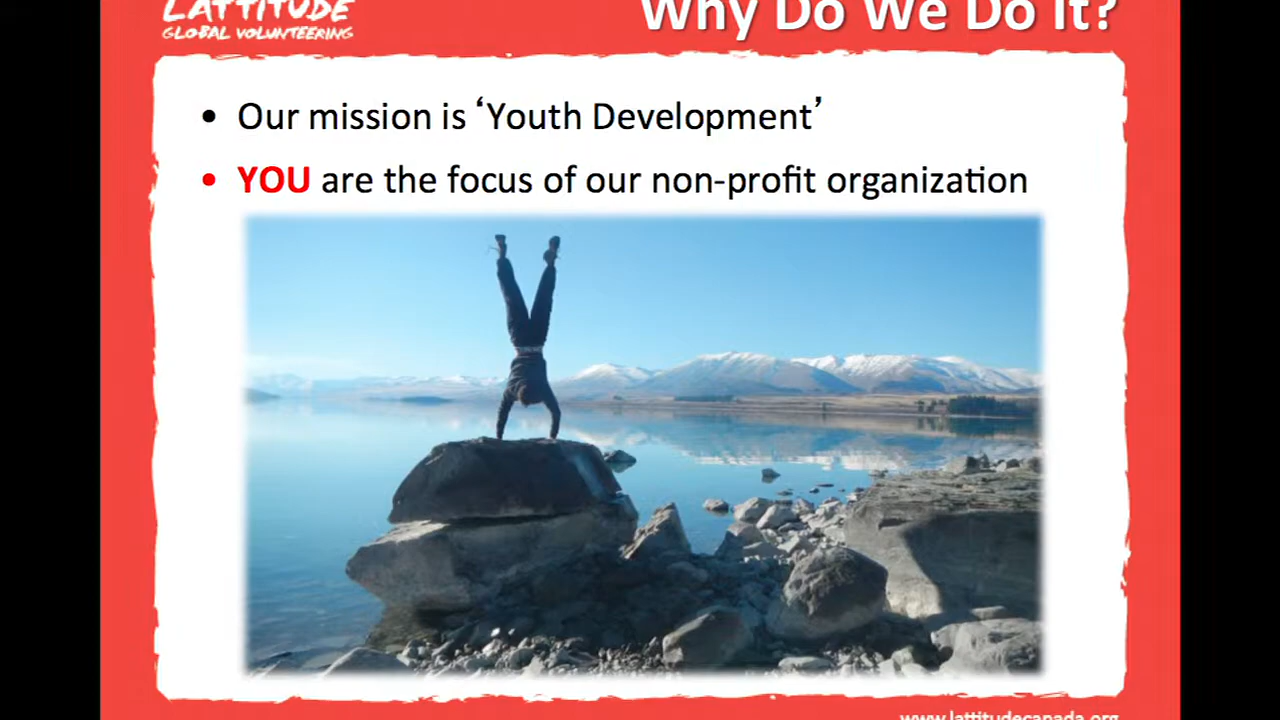 LATTITUDE
GLOBAL VOLUNTEERING
Why Do We Do It?
• Our mission is ‘Youth Development’
• YOU are the focus of our non-profit organization
www.lattitudecanada.org